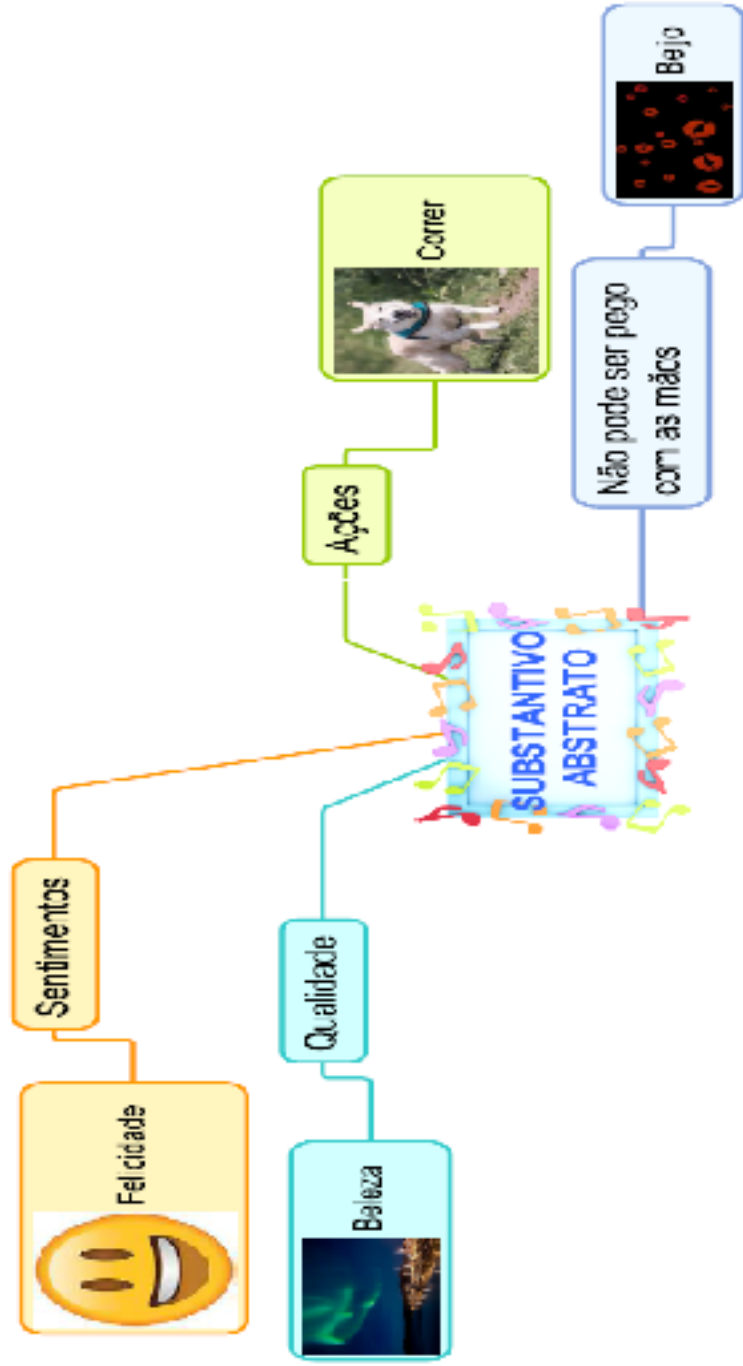 Felicidade
Sentimentos
Beleza
Qualidade
SUBSTANTIVO
ABSTRATO
Ações
Correr
Não pode ser pego
com as mãos
Beijo